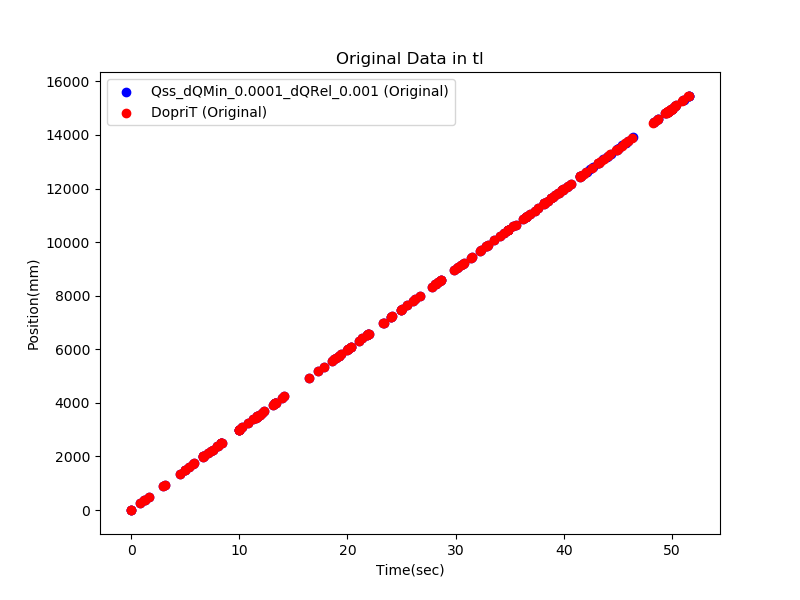 Original Data in tl
Qss_dQMin_0.0001_dQRel_0.001 (Original)
DopriT (Original)
16000
14000
12000
10000
8000
6000
4000
2000
0
Position(mm)
0 10 20 30 40 50
Time(sec)